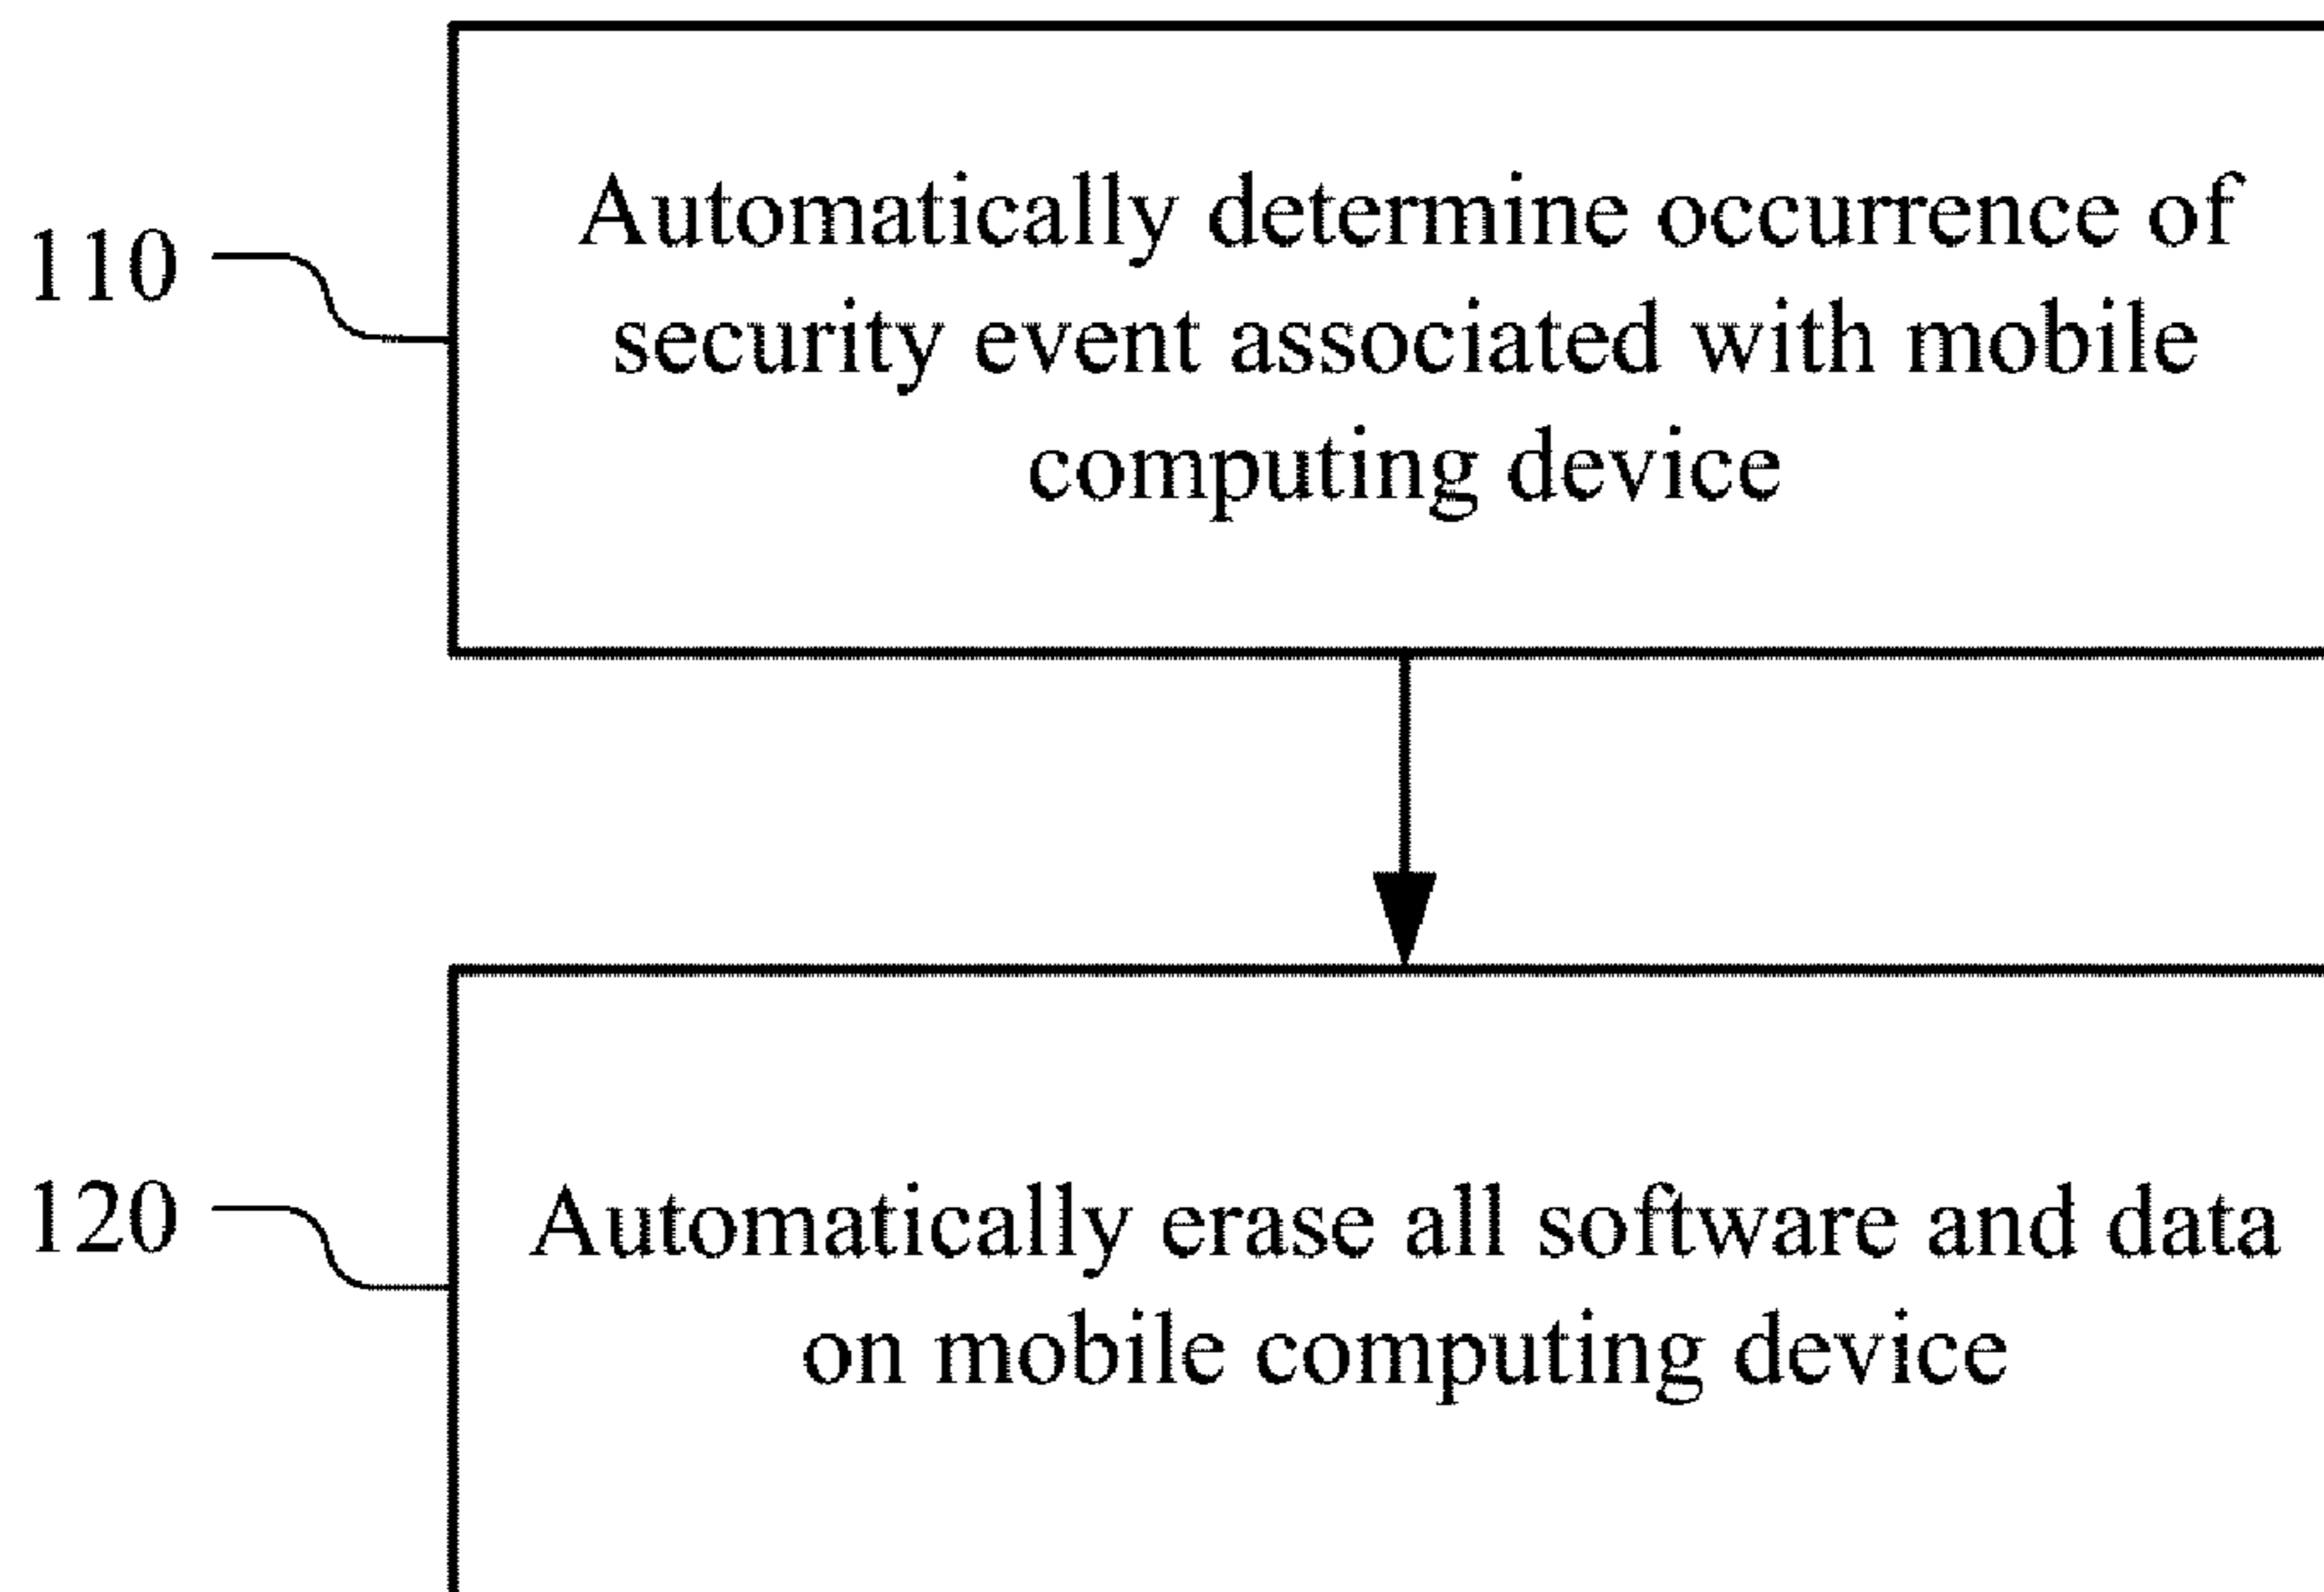 110
Automatically determine occurrence of
security event associated with mobile
computing device
120
Automatically erase all software and data
on mobile computing device